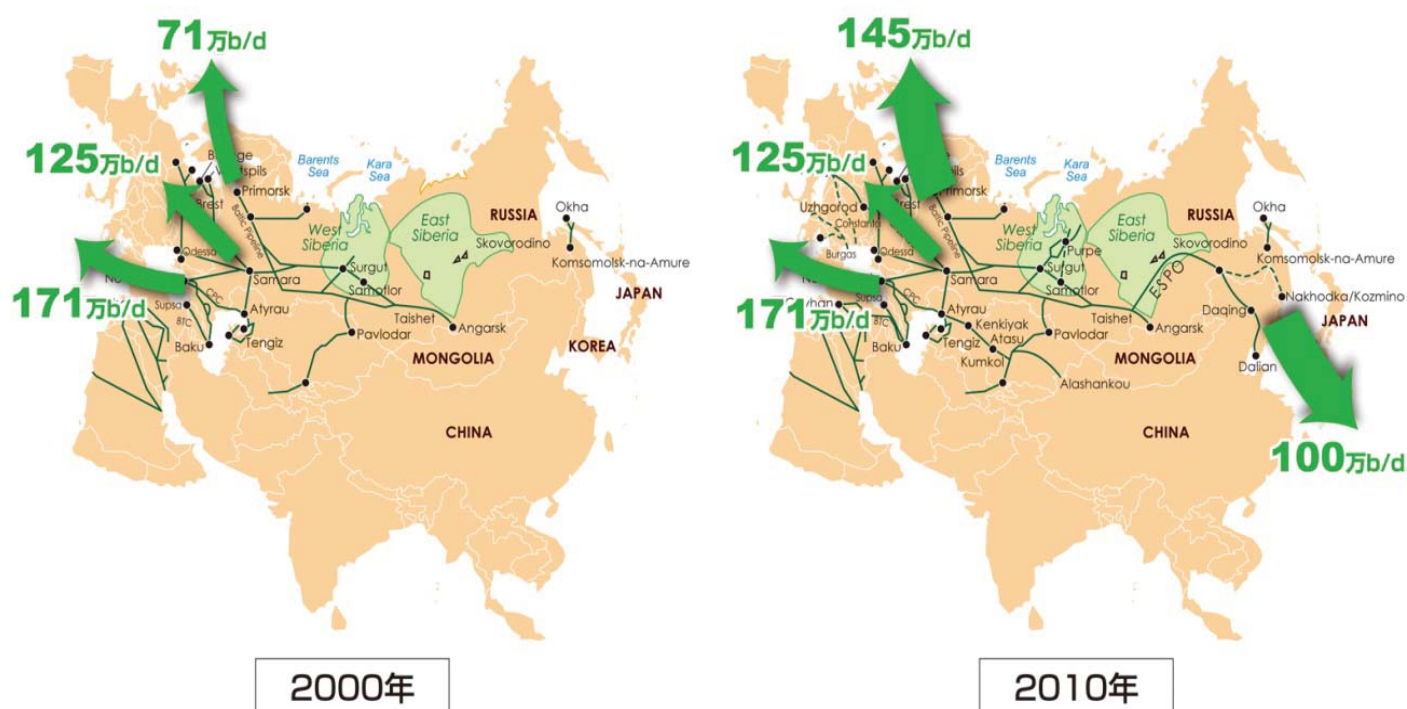 71万b/d
125万b/d
171万b/d
Barents
Sea
Kara
Sea
Primorsk
Brest
Baltic Pipeline
RUSSIA
West
Siberia
East
Siberia
Skovorodino
Okha
Komsomolsk-na-Amure
Odessa
Samara
Surgut
Samotlor
JAPAN
Supsa
CPC
BTC
Atyrau
Taishet
Angarsk
Baku
Tengiz
Pavlodar
MONGOLIA
KOREA
CHINA
2000年
145万b/d
125万b/d
171万b/d
Barents
Sea
Kara
Sea
Primorsk
Uzhgorod
Constanta
Baltic Pipeline
RUSSIA
West
Siberia
East
Siberia
Skovorodino
Okha
Burgas
Odessa
Purpe
Komsomolsk-na-Amure
Samara
Surgut
Samotlor
ESPO
Nakhodka/Kozmino
JAPAN
Supsa
CPC
BTC
Atyrau
Taishet
Angarsk
Daqing
Baku
Tengiz
Kenkiyak
Atasu
Kumkol
Pavlodar
MONGOLIA
Dalian
Alashankou
CHINA
100万b/d
2010年